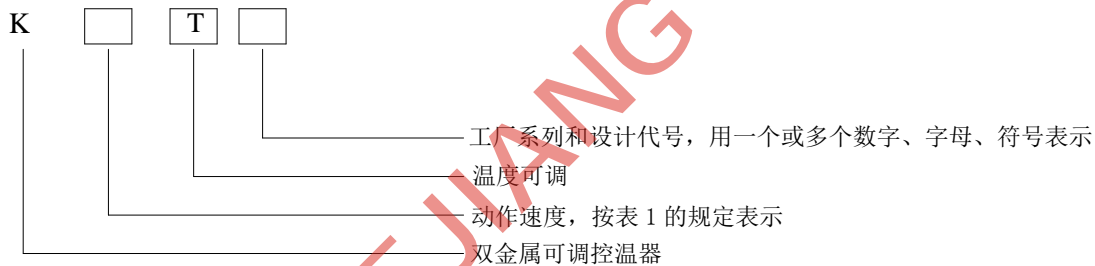 K T
工厂系列和设计代号，用一个或多个数字、字母、符号表示
温度可调
动作速度，按表 1 的规定表示
双金属可调控温器
JIANG